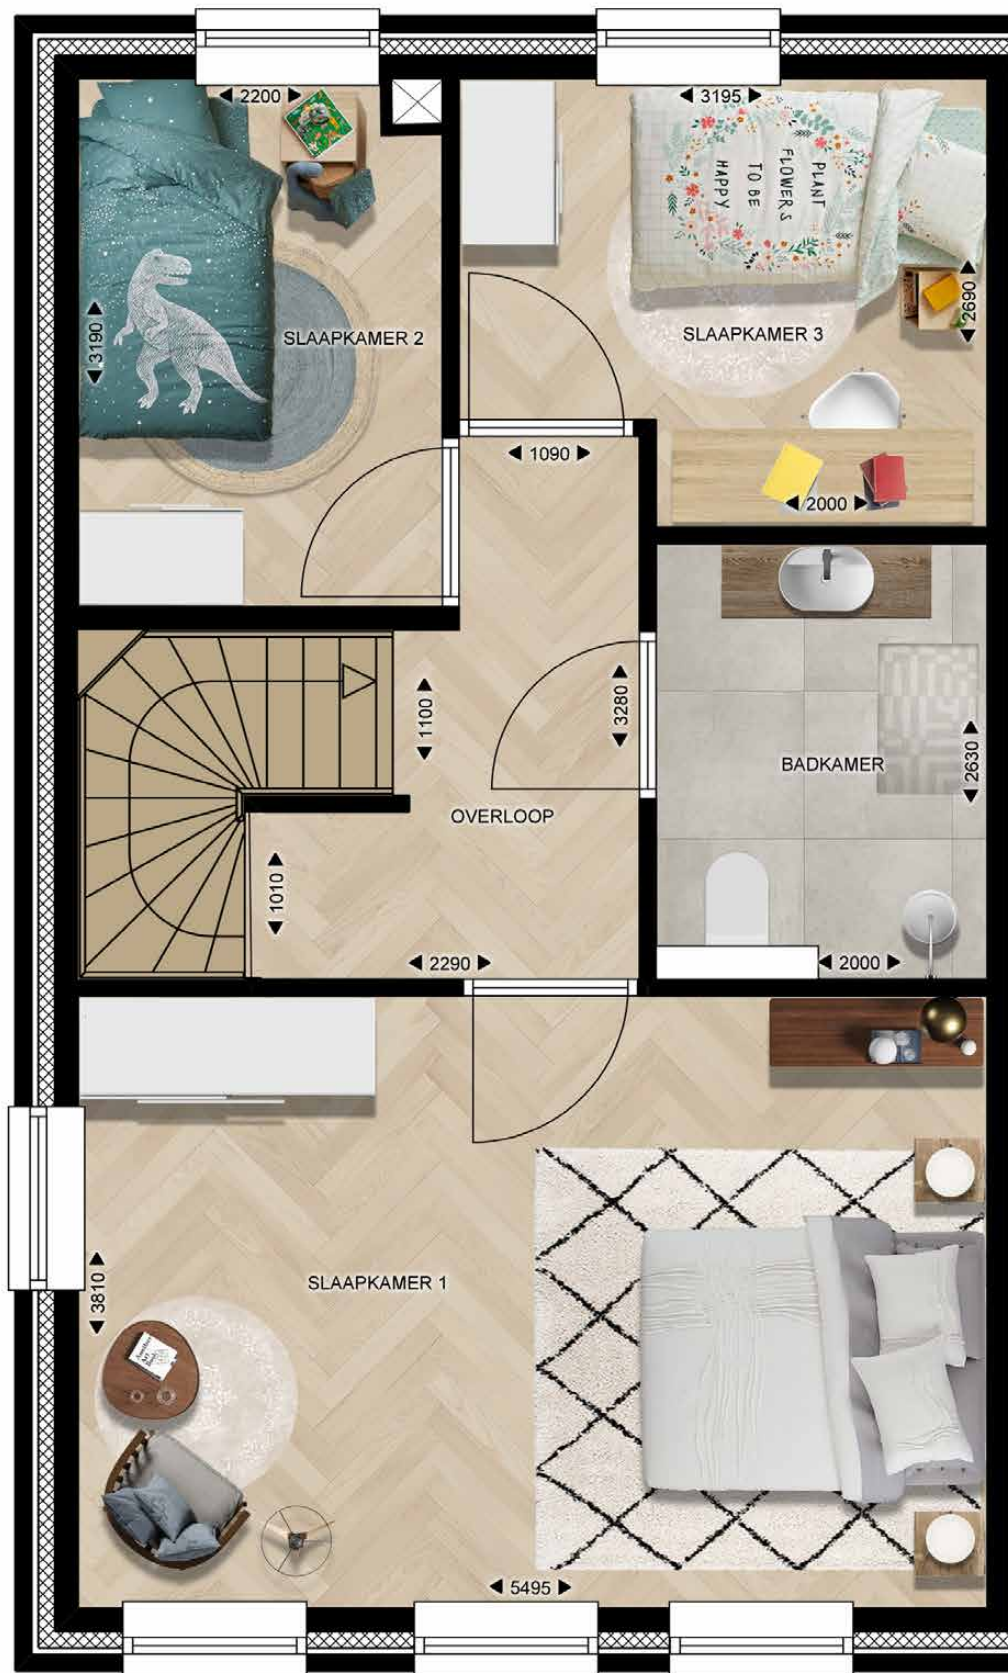 2200
3195
PLANT
FLOWERS
TO BE
HAPPY
3190
2690
SLAAPKAMER 2
SLAAPKAMER 3
1090
2000
1100
3280
2630
BADKAMER
OVERLOOP
1010
2290
2000
SLAAPKAMER 1
3810
5495